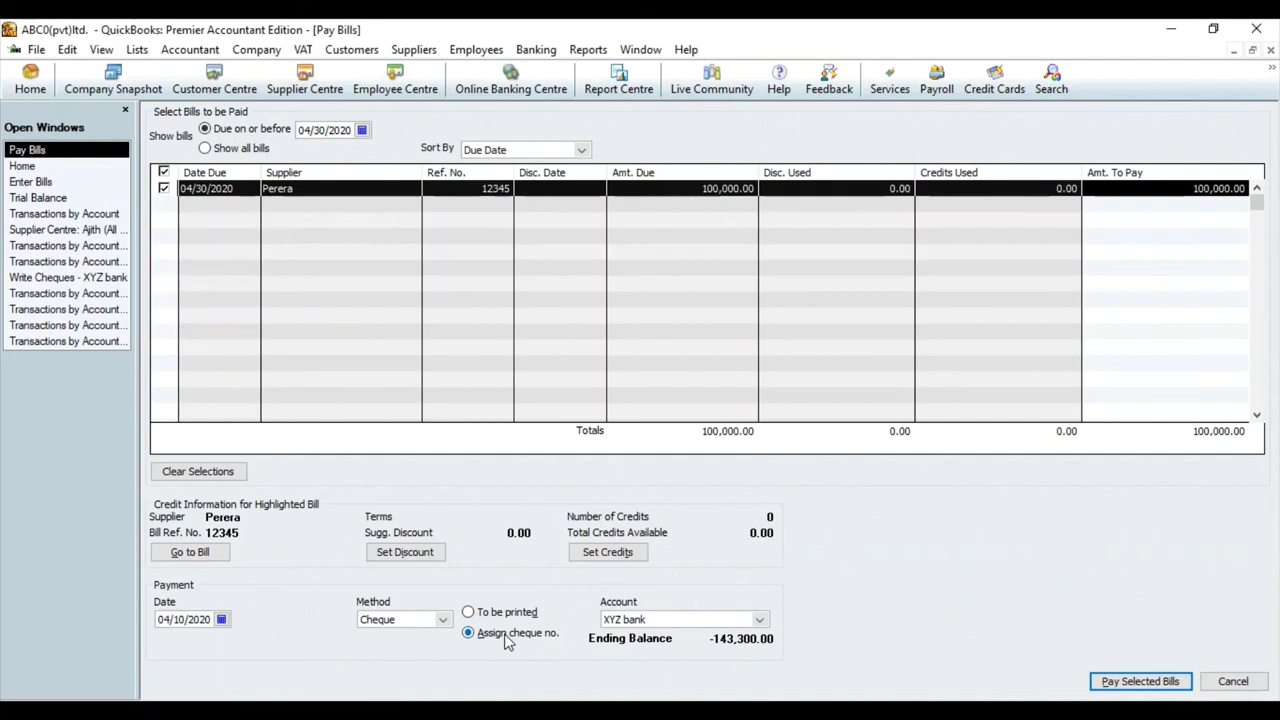 ABC0(pvt)ltd. - QuickBooks: Premier Accountant Edition - [Pay Bills]
File Edit View Lists Accountant Company VAT Customers Suppliers Employees Banking Reports Window Help
Home Company Snapshot Customer Centre Supplier Centre Employee Centre Online Banking Centre Report Centre Live Community Help Feedback Services Payroll Credit Cards Search
Open Windows
Pay Bills
Home
Enter Bills
Trial Balance
Transactions by Account
Supplier Centre: Ajith (All ...
Transactions by Account...
Transactions by Account...
Write Cheques - XYZ bank
Transactions by Account...
Transactions by Account...
Transactions by Account...
Transactions by Account...
Select Bills to be Paid
Show bills Due on or before 04/30/2020
Show all bills
Sort By Due Date
Date Due Supplier Ref. No. Disc. Date Amt. Due Disc. Used Credits Used Amt. To Pay
04/30/2020 Perera 12345 100,000.00 0.00 0.00 100,000.00
Totals 100,000.00 0.00 0.00 100,000.00
Clear Selections
Credit Information for Highlighted Bill
Supplier Perera Terms Number of Credits 0
Bill Ref. No. 12345 Sugg. Discount 0.00 Total Credits Available 0.00
Go to Bill Set Discount Set Credits
Payment
Date Method Account
04/10/2020 Cheque To be printed XYZ bank
Assign cheque no. Ending Balance -143,300.00
Pay Selected Bills Cancel